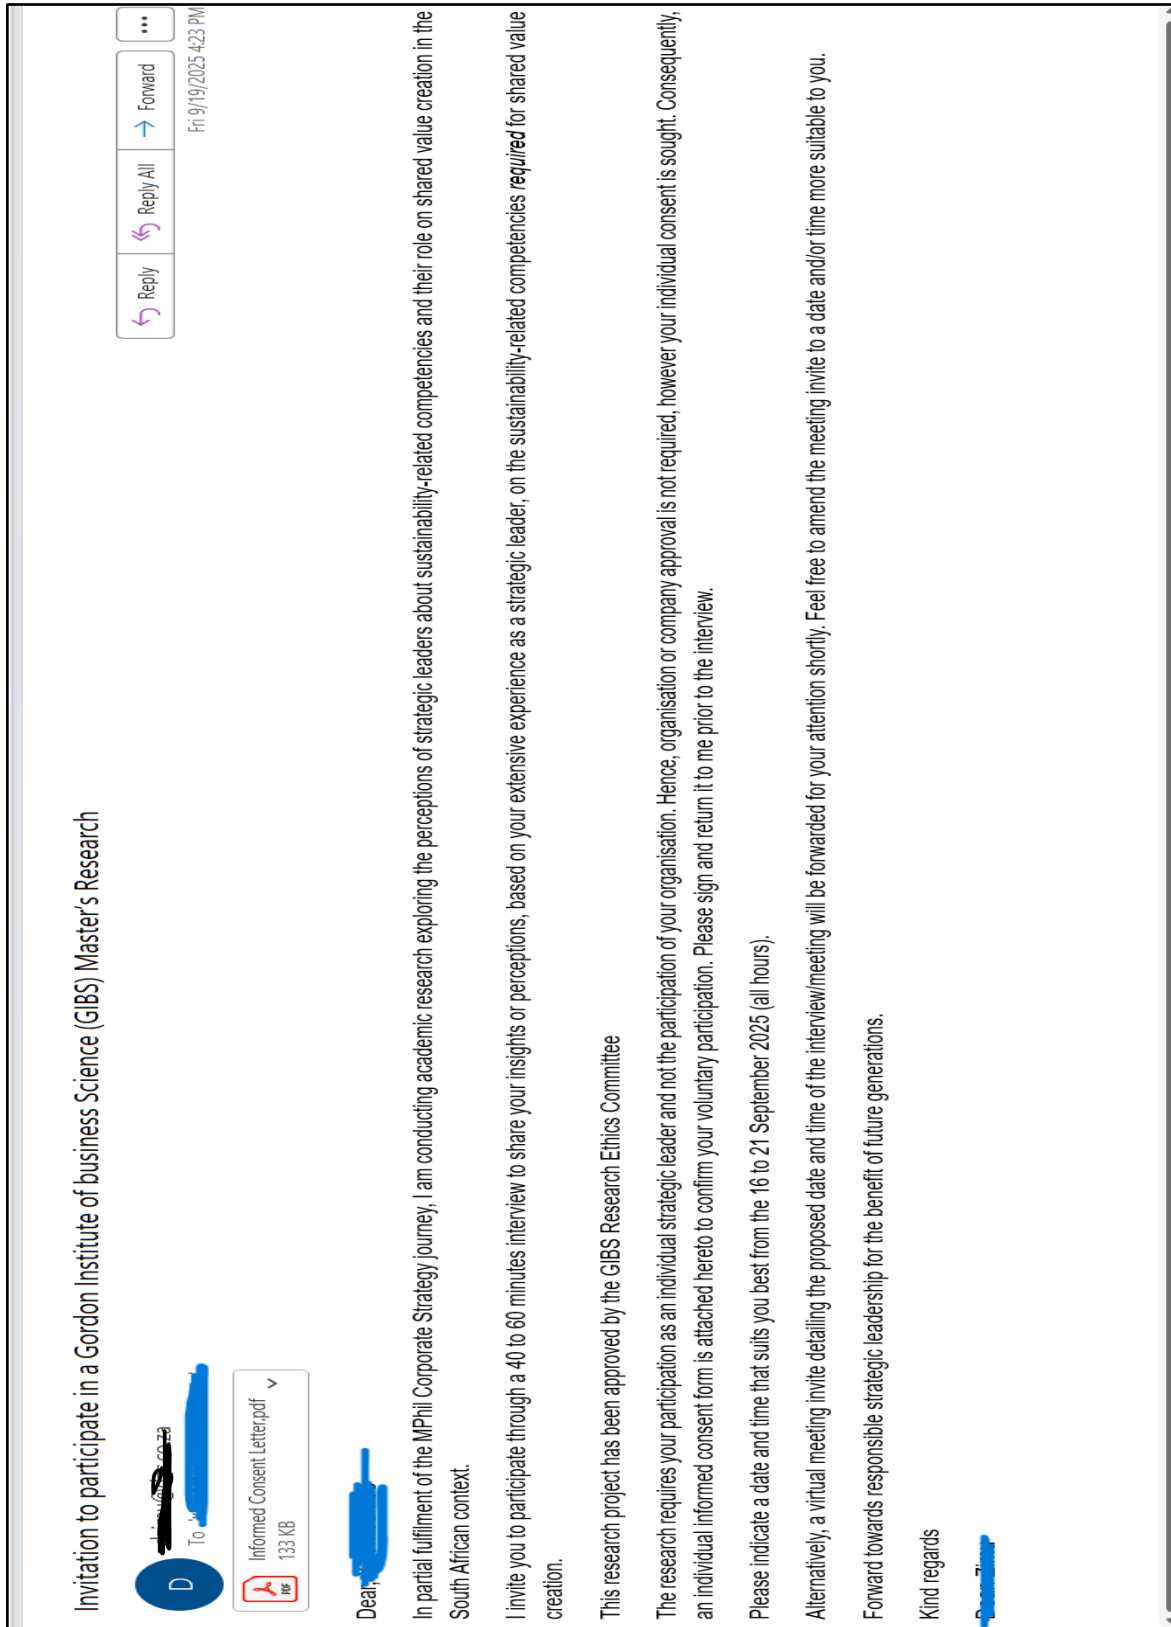 Invitation to participate in a Gordon Institute of business Science (GIBS) Master's Research
Reply
Reply All
Forward
Fri 9/19/2025 4:23 PM
D
To
Informed Consent Letter.pdf
133 KB
PDF
Dear,
In partial fulfilment of the MPhil Corporate Strategy journey, I am conducting academic research exploring the perceptions of strategic leaders about sustainability-related competencies and their role on shared value creation in the
South African context.
I invite you to participate through a 40 to 60 minutes interview to share your insights or perceptions, based on your extensive experience as a strategic leader, on the sustainability-related competencies required for shared value
creation.
This research project has been approved by the GIBS Research Ethics Committee
The research requires your participation as an individual strategic leader and not the participation of your organisation. Hence, organisation or company approval is not required, however your individual consent is sought. Consequently,
an individual informed consent form is attached hereto to confirm your voluntary participation. Please sign and return it to me prior to the interview.
Please indicate a date and time that suits you best from the 16 to 21 September 2025 (all hours).
Alternatively, a virtual meeting invite detailing the proposed date and time of the interview/meeting will be forwarded for your attention shortly. Feel free to amend the meeting invite to a date and/or time more suitable to you.
Forward towards responsible strategic leadership for the benefit of future generations.
Kind regards